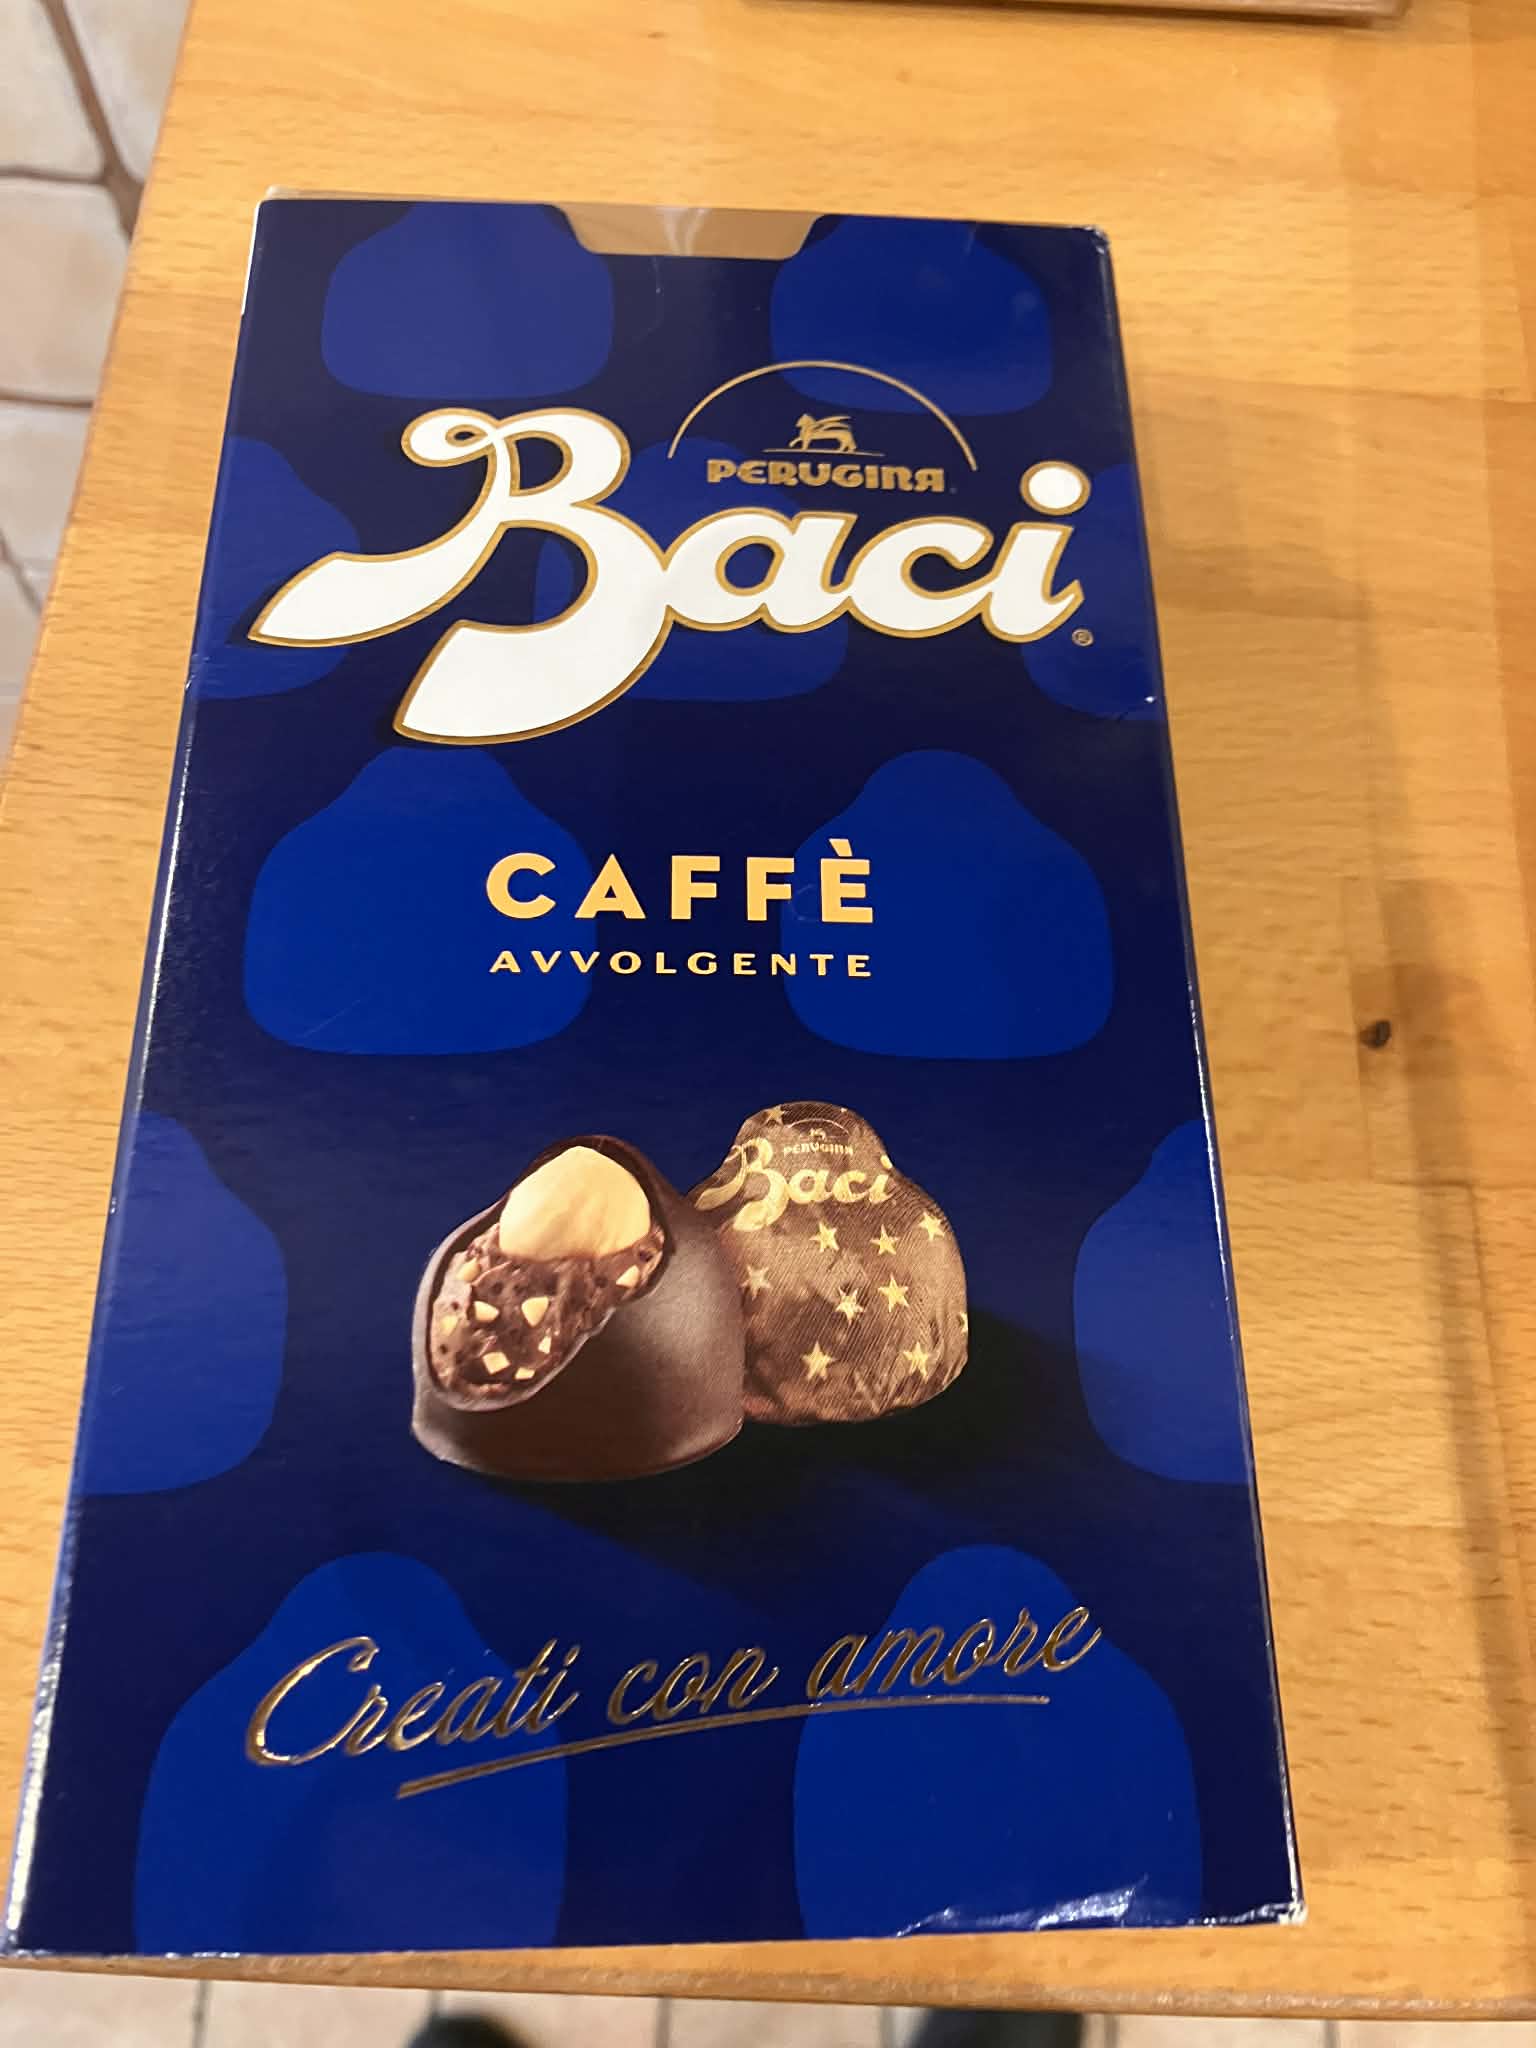 PERUGINA
Baci®
CAFFÈ
AVVOLGENTE
PERUGINA
Baci
Creati con amore